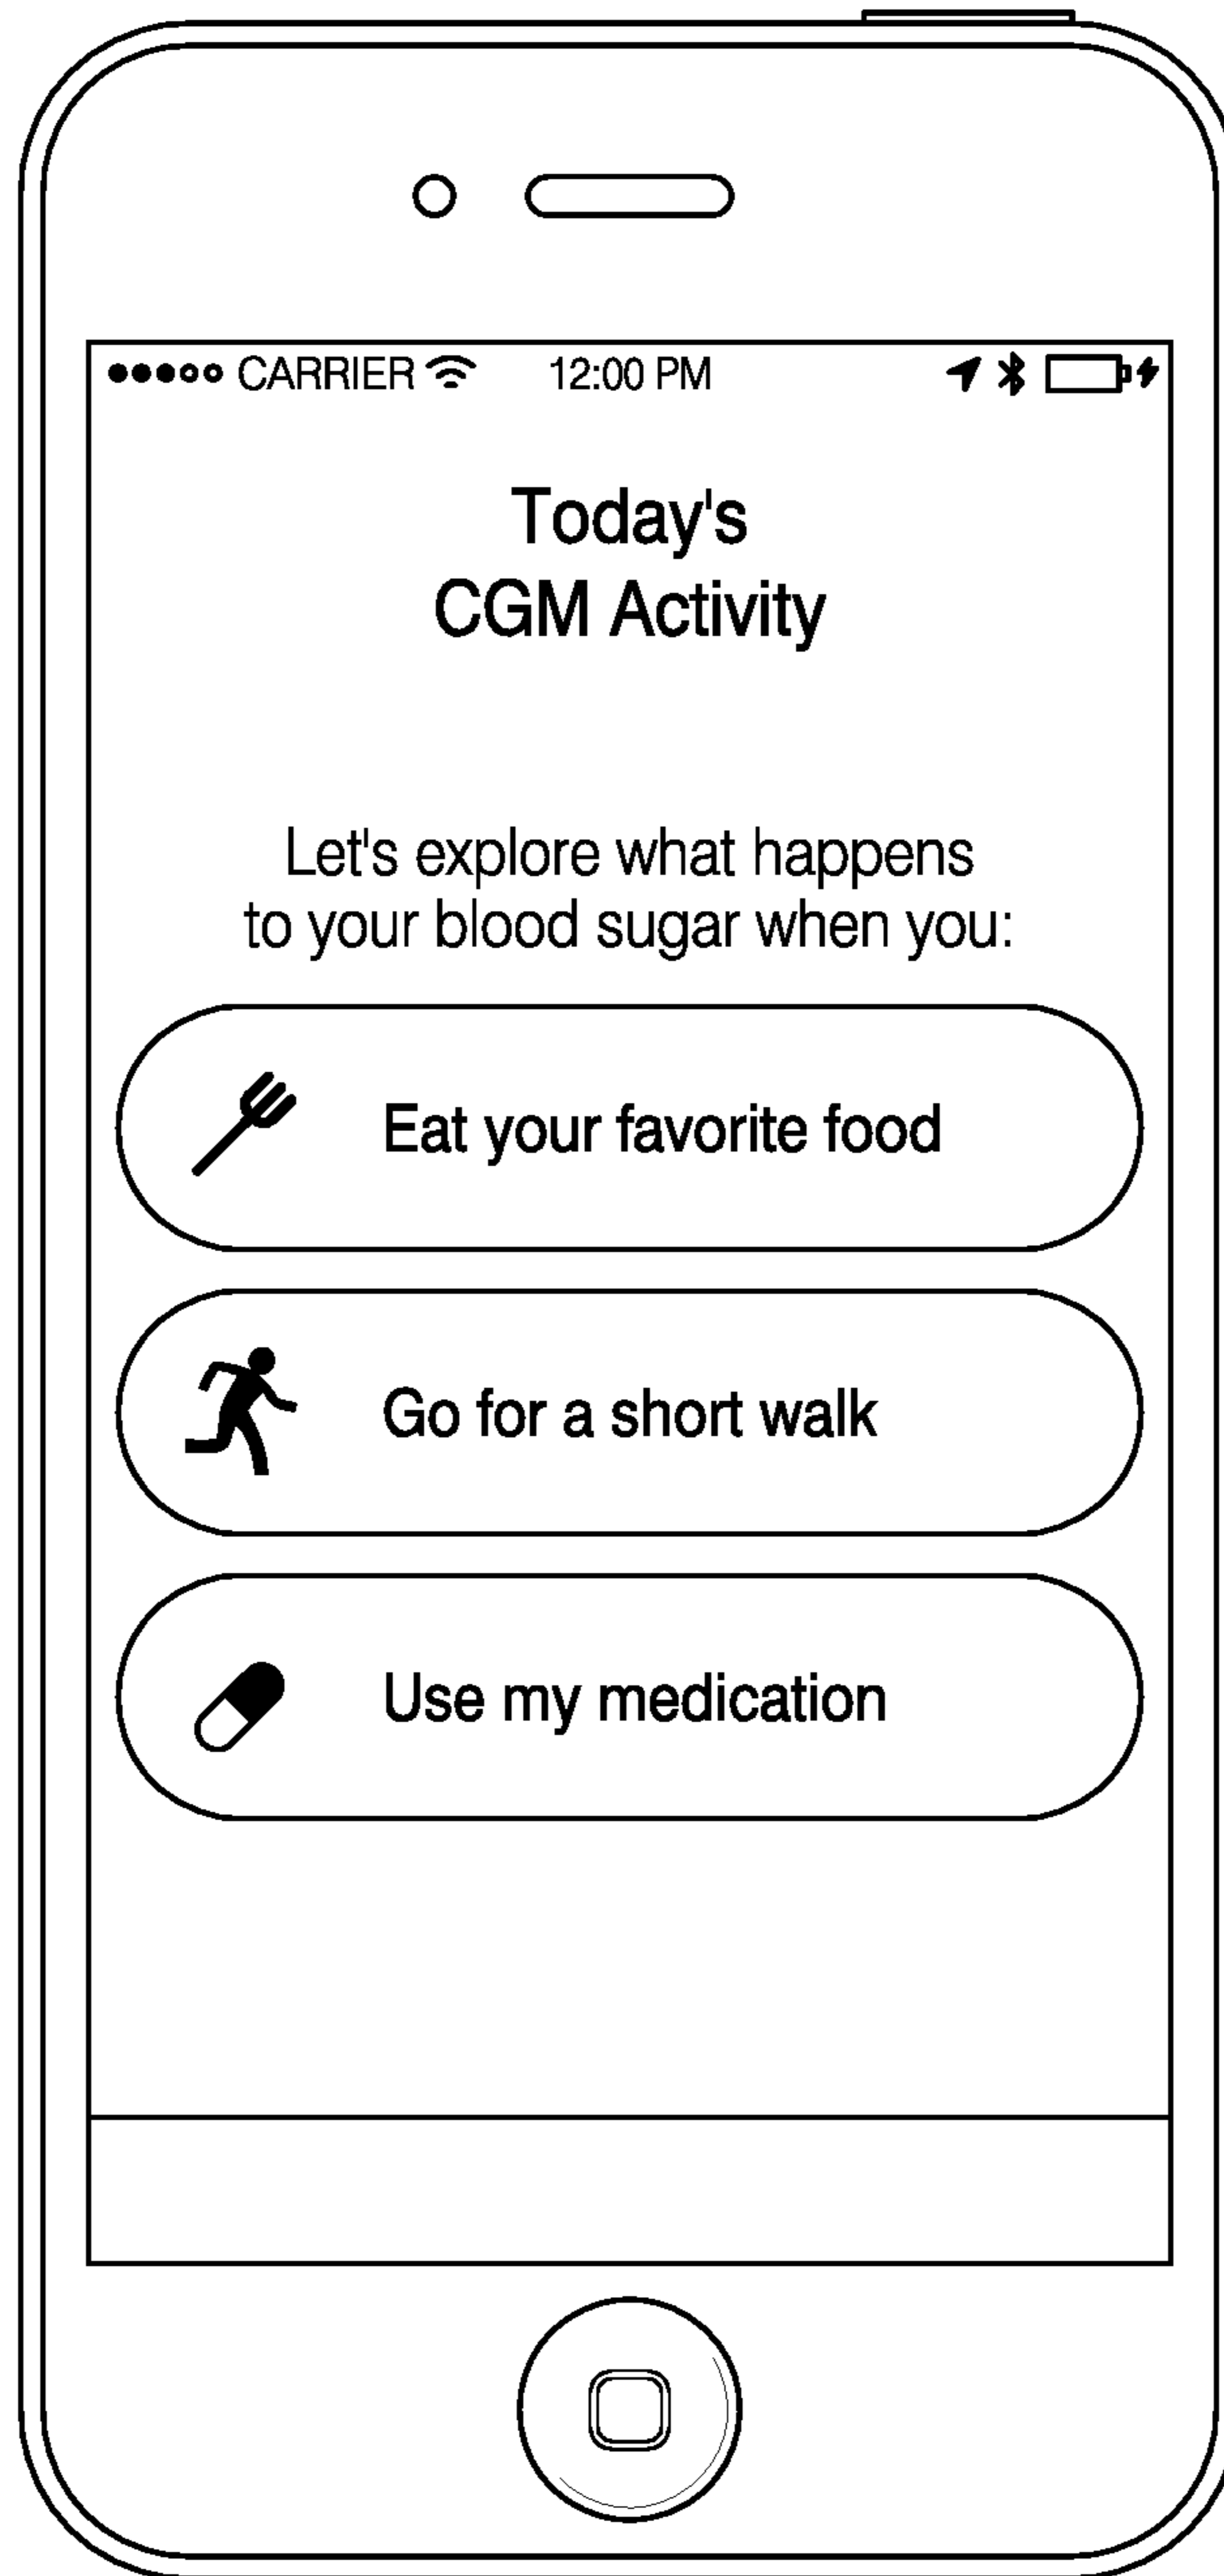 CARRIER 12:00 PM
Today's
CGM Activity
Let's explore what happens
to your blood sugar when you:
Eat your favorite food
Go for a short walk
Use my medication